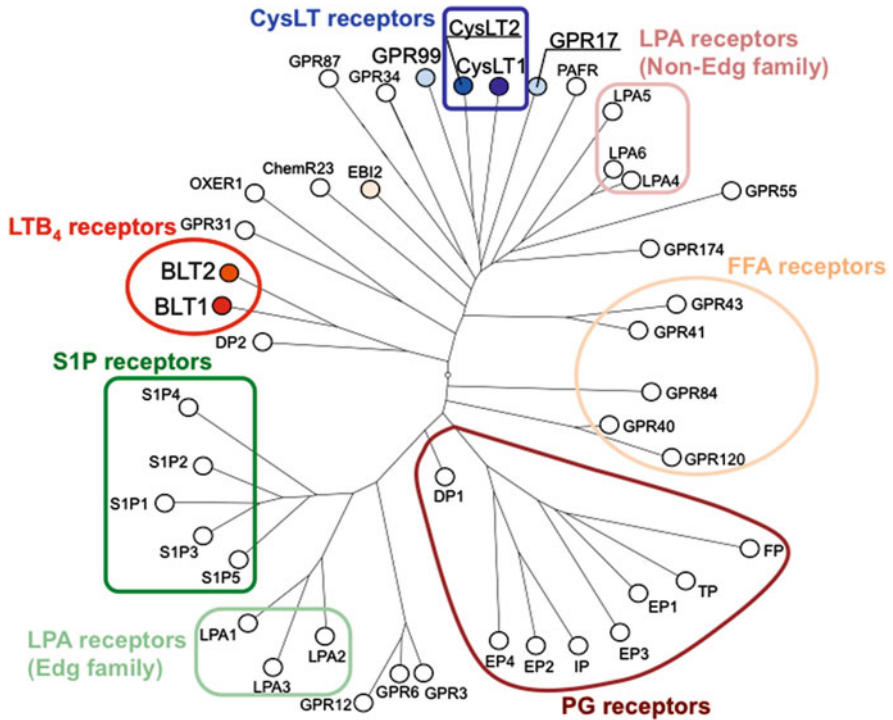 CysLT receptors
CysLT2
GPR99
GPR17
LPA receptors
(Non-Edg family)
GPR87
GPR34
CysLT1
PAFR
LPA5
LPA6
LPA4
ChemR23
EBI2
OXER1
GPR55
LTB4 receptors
GPR31
GPR174
BLT2
FFA receptors
BLT1
GPR43
GPR41
DP2
S1P receptors
S1P4
GPR84
GPR40
S1P2
GPR120
S1P1
DP1
S1P3
S1P5
FP
TP
EP1
LPA receptors
(Edg family)
LPA1
LPA2
LPA3
EP4
EP2
IP
EP3
GPR12
GPR6
GPR3
PG receptors